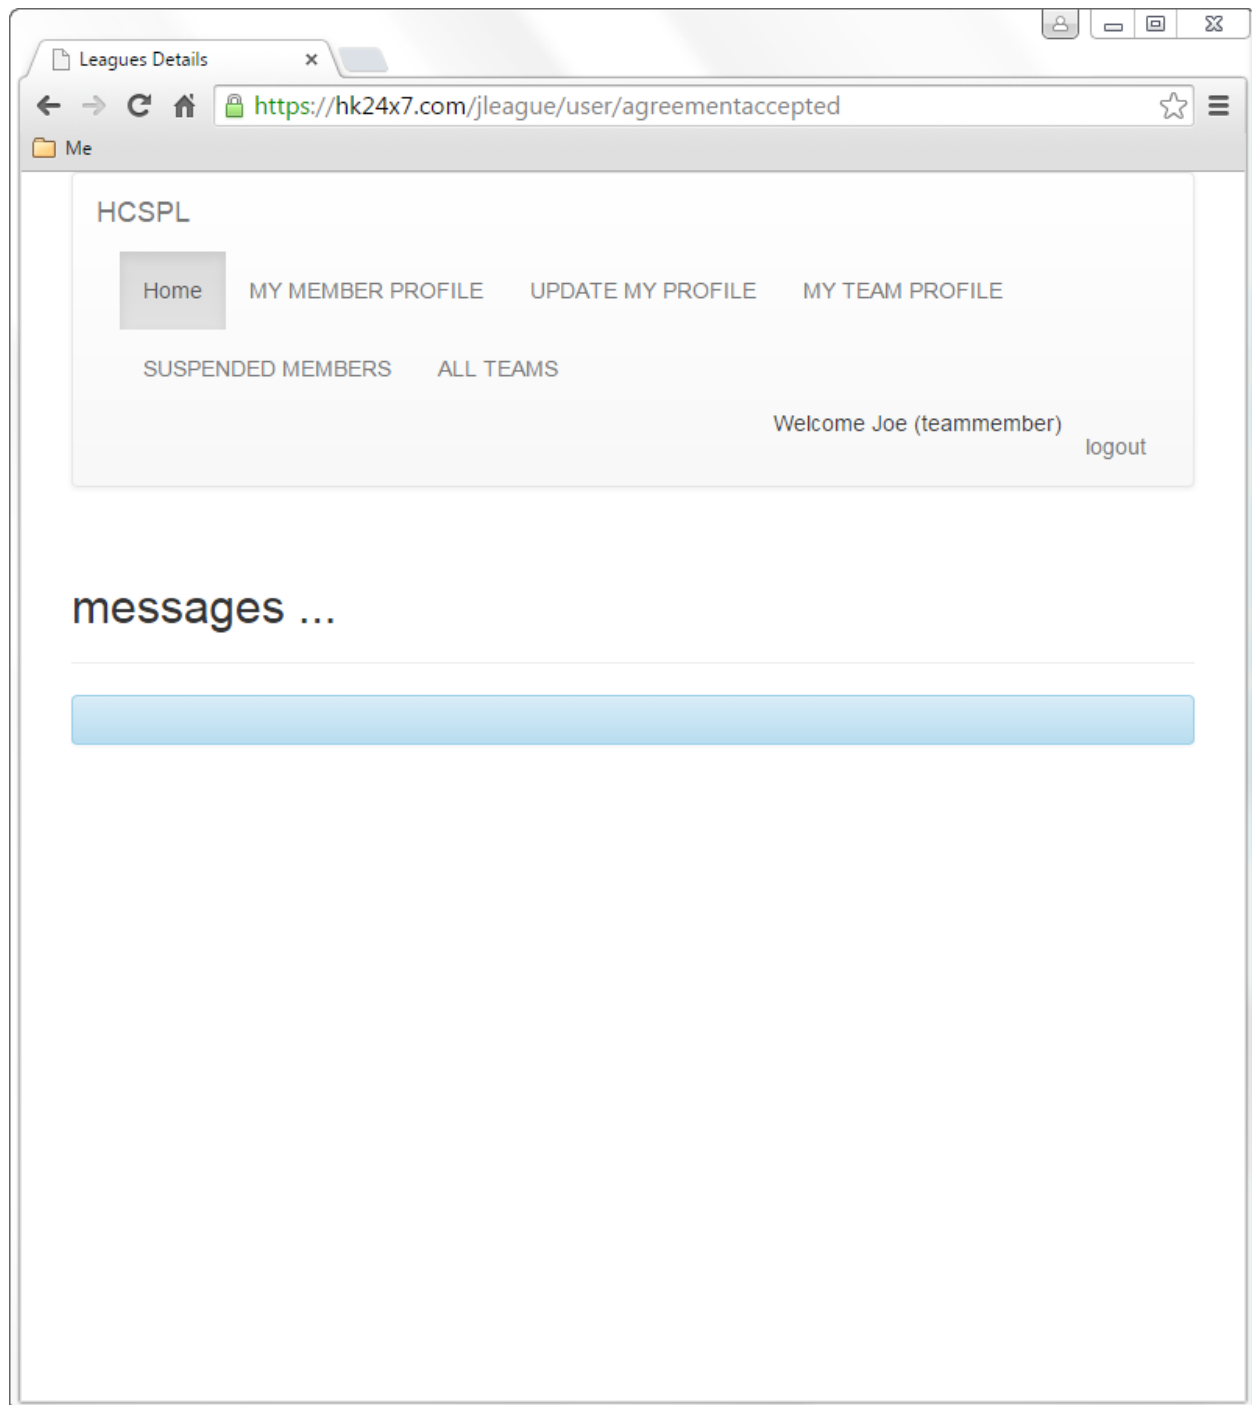 Leagues Details
https://hk24x7.com/jleague/user/agreementaccepted
Me
HCSPL
Home MY MEMBER PROFILE UPDATE MY PROFILE MY TEAM PROFILE
SUSPENDED MEMBERS ALL TEAMS
Welcome Joe (teammember)
logout
messages ...